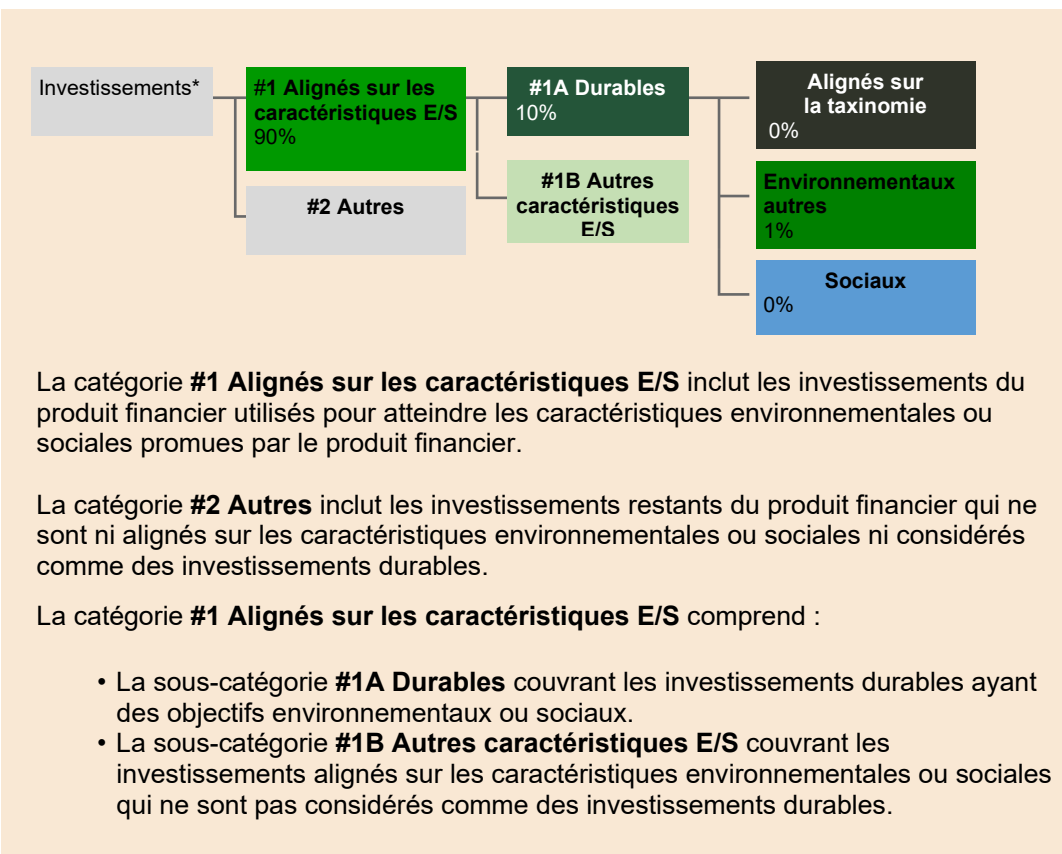 Investissements*
#1 Alignés sur les
caractéristiques E/S
90%
#2 Autres
#1A Durables
10%
#1B Autres
caractéristiques
E/S
Alignés sur
la taxinomie
0%
Environnementaux
autres
1%
Sociaux
0%
La catégorie #1 Alignés sur les caractéristiques E/S inclut les investissements du
produit financier utilisés pour atteindre les caractéristiques environnementales ou
sociales promues par le produit financier.
La catégorie #2 Autres inclut les investissements restants du produit financier qui ne
sont ni alignés sur les caractéristiques environnementales ou sociales ni considérés
comme des investissements durables.
La catégorie #1 Alignés sur les caractéristiques E/S comprend :
• La sous-catégorie #1A Durables couvrant les investissements durables ayant
des objectifs environnementaux ou sociaux.
• La sous-catégorie #1B Autres caractéristiques E/S couvrant les
investissements alignés sur les caractéristiques environnementales ou sociales
qui ne sont pas considérés comme des investissements durables.